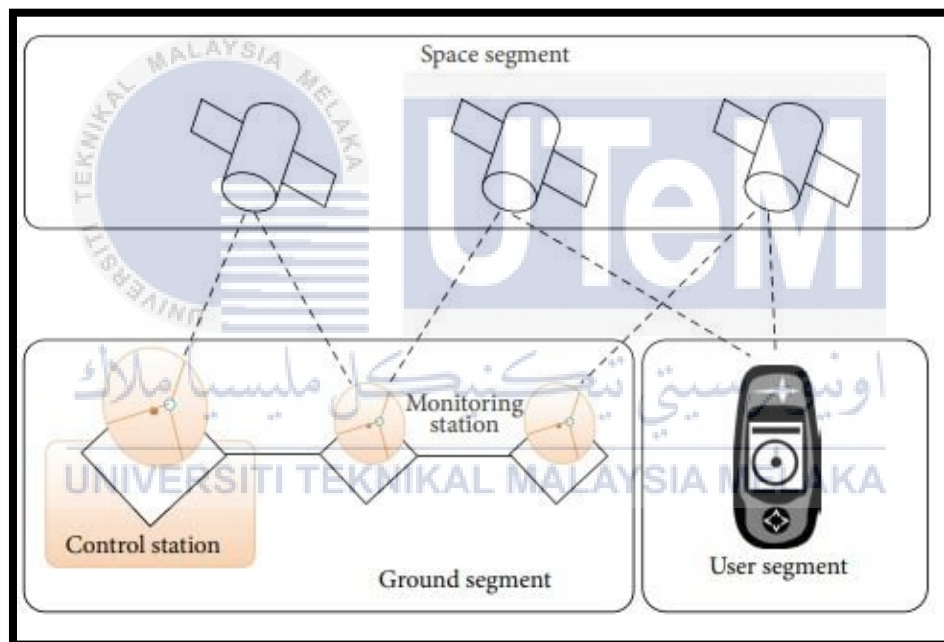 Space segment
UNIVERSITI TEKNIKAL MALAYSIA MELAKA
UTeM
اونيۏرسيتي تيكنيكل مليسيا ملاك
Monitoring
station
UNIVERSITI TEKNIKAL MALAYSIA MELAKA
Control station
Ground segment
User segment